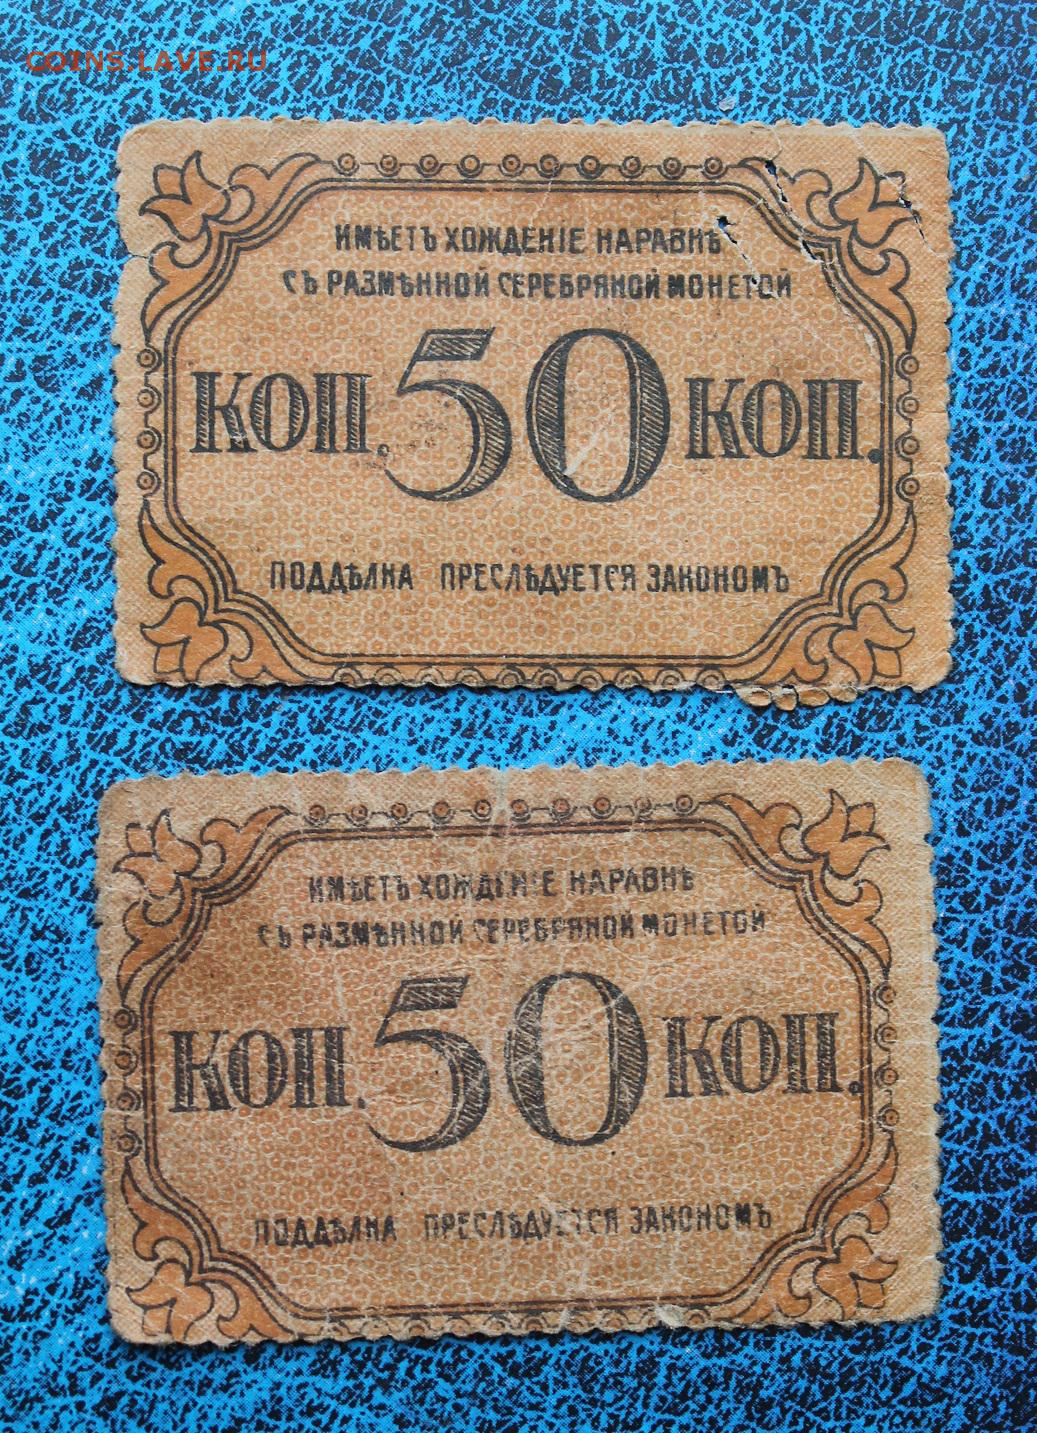 COINS.LAVE.RU
ИМѢЕТЪ ХОЖДЕНІЕ НАРАВНѢ
СЪ РАЗМѢННОЙ СЕРЕБРЯНОЙ МОНЕТОЙ
КОП. 50 КОП.
ПОДДѢЛКА ПРЕСЛѢДУЕТСЯ ЗАКОНОМЪ
ИМѢЕТЪ ХОЖДЕНІЕ НАРАВНѢ
СЪ РАЗМѢННОЙ СЕРЕБРЯНОЙ МОНЕТОЙ
КОП. 50 КОП.
ПОДДѢЛКА ПРЕСЛѢДУЕТСЯ ЗАКОНОМЪ